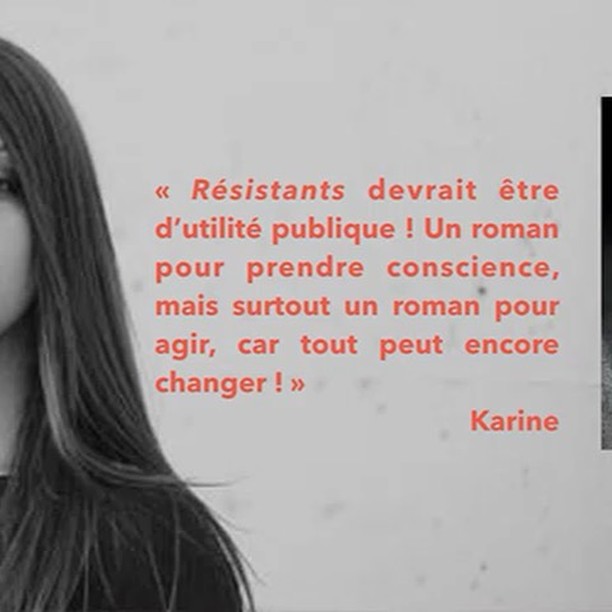 « Résistants devrait être
d’utilité publique ! Un roman
pour prendre conscience,
mais surtout un roman pour
agir, car tout peut encore
changer ! »
Karine